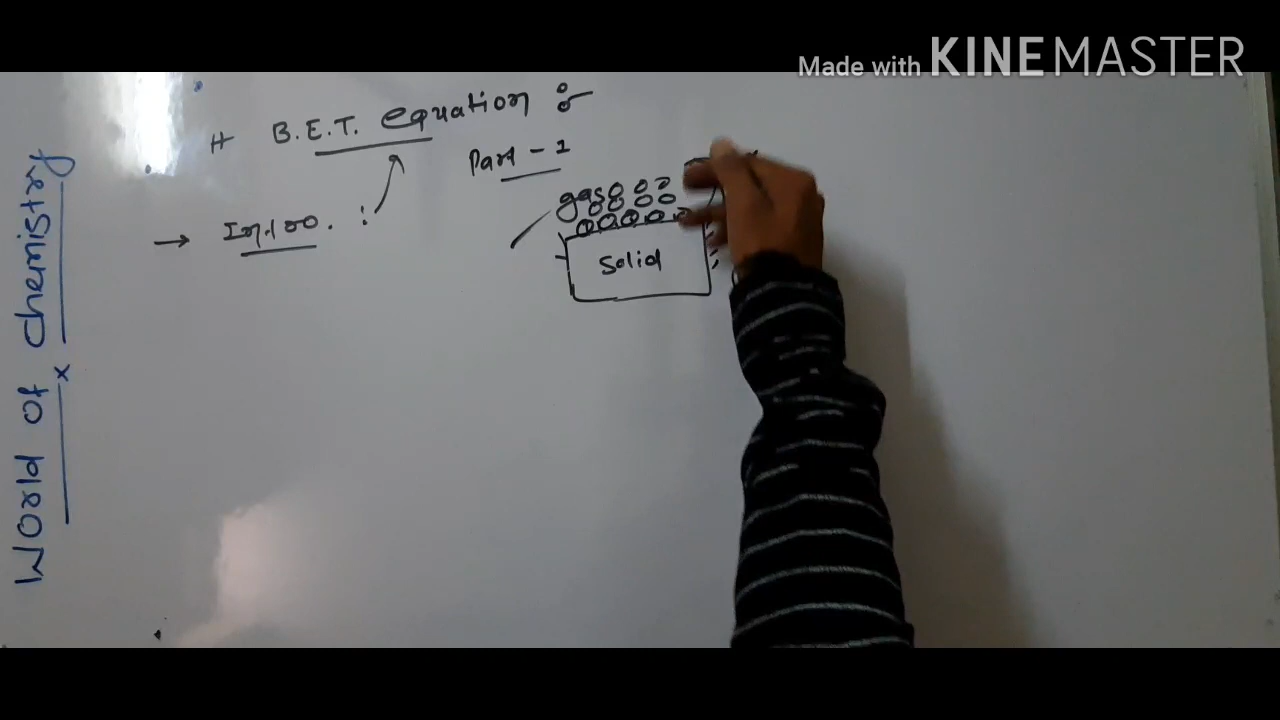 Made with KINEMASTER
# B.E.T. equation :-
Part - 1
→ Intro. :
gas
Solid
World of chemistry